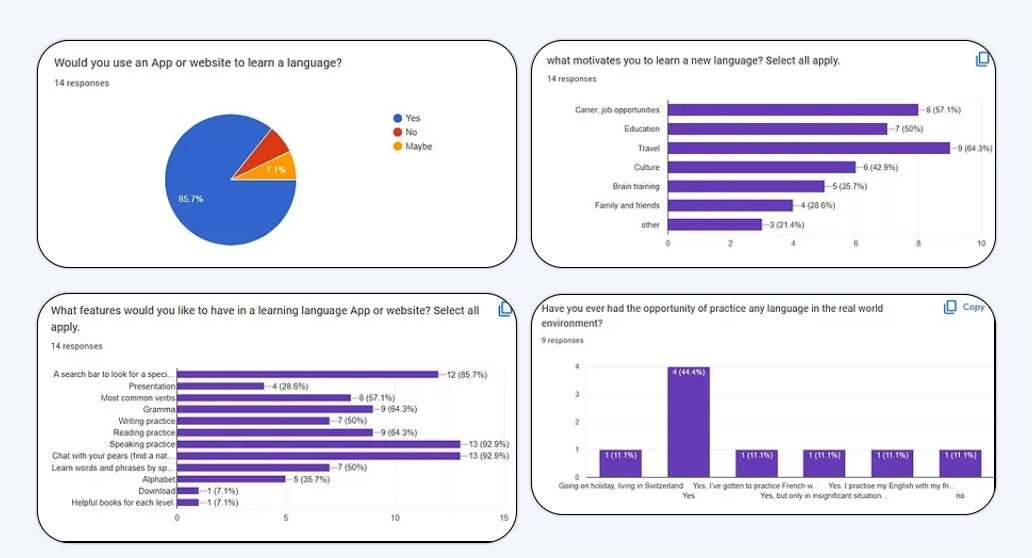 Would you use an App or website to learn a language?
14 responses
Yes
No
Maybe
7.1%
85.7%
what motivates you to learn a new language? Select all apply.
14 responses
Carrer, job opportunities
8 (57.1%)
Education
7 (50%)
Travel
9 (64.3%)
Culture
6 (42.9%)
Brain training
5 (35.7%)
Family and friends
4 (28.6%)
other
3 (21.4%)
0 2 4 6 8 10
What features would you like to have in a learning language App or website? Select all
apply.
14 responses
A search bar to look for a speci...
12 (85.7%)
Presentation
4 (28.6%)
Most common verbs
8 (57.1%)
Gramma
9 (64.3%)
Writing practice
7 (50%)
Reading practice
9 (64.3%)
Speaking practice
13 (92.9%)
Chat with your pears (find a nat...
13 (92.9%)
Learn words and phrases by sp...
7 (50%)
Alphabet
5 (35.7%)
Download
1 (7.1%)
Helpful books for each level
1 (7.1%)
0 5 10 15
Have you ever had the opportunity of practice any language in the real world
environment?
Copy
9 responses
4
3
2
1
0
1 (11.1%)
4 (44.4%)
1 (11.1%)
1 (11.1%)
1 (11.1%)
1 (11.1%)
Going on holiday, living in Switzerland
Yes
Yes, I've gotten to practice French w...
Yes, but only in insignificant situation...
Yes. I practise my English with my fri...
no